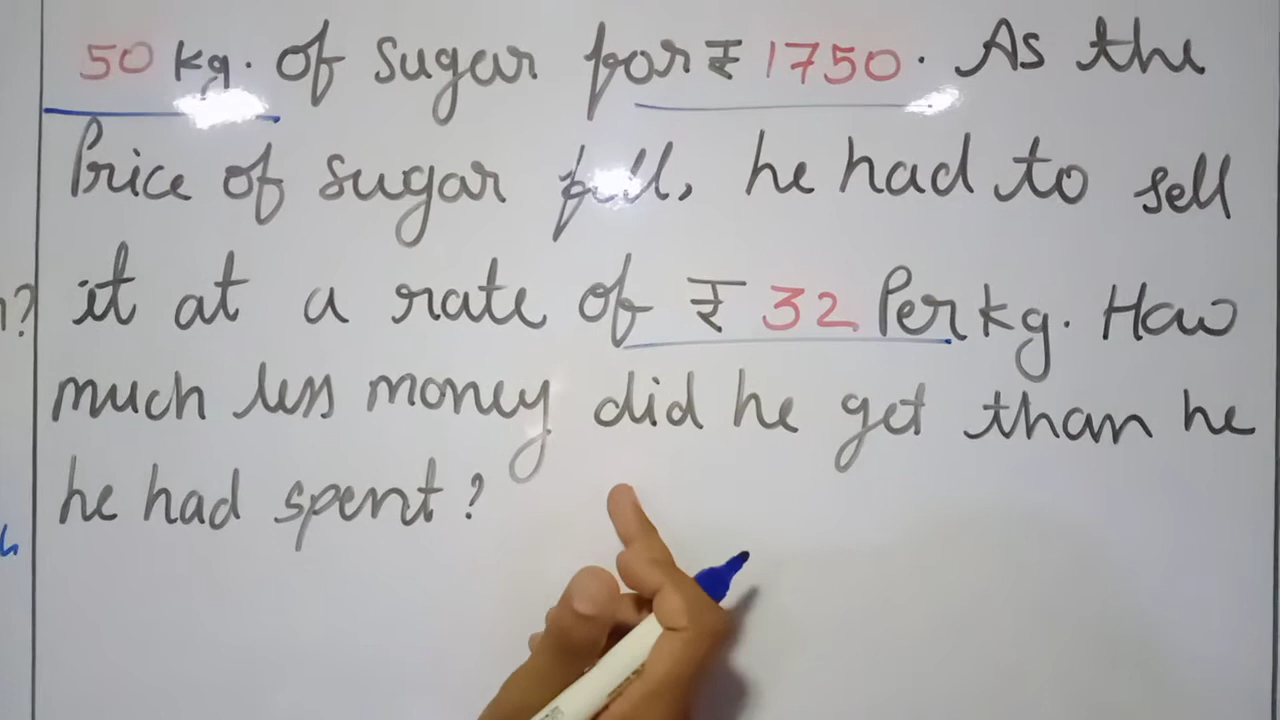 50 kg. of sugar for ₹ 1750. As the
Price of sugar fell, he had to sell
it at a rate of ₹ 32 Per kg. How
much less money did he get than he
he had spent?